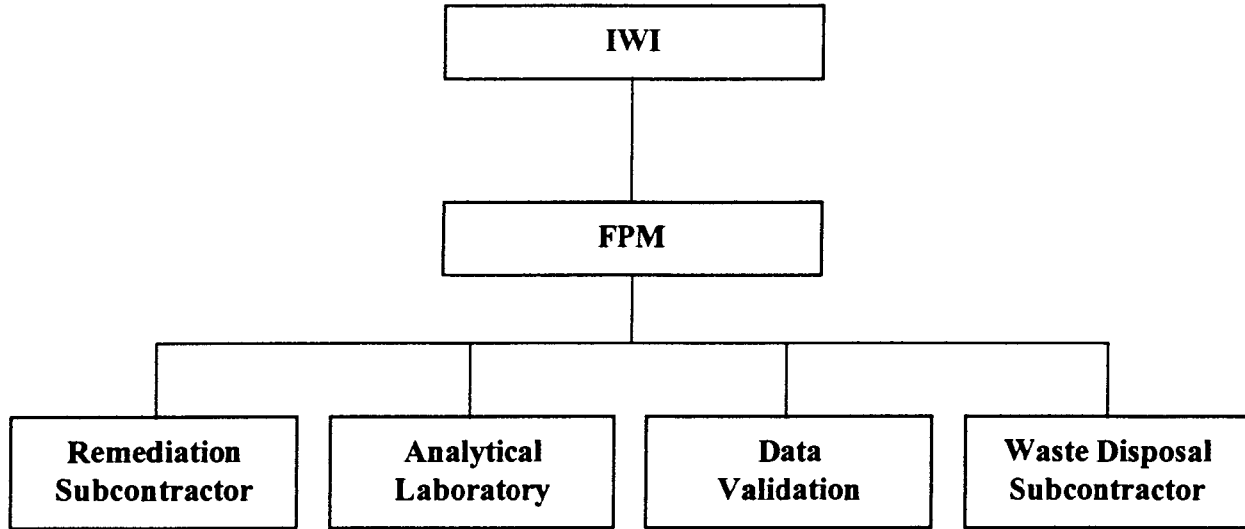 IWI
FPM
Remediation
Subcontractor
Analytical
Laboratory
Data
Validation
Waste Disposal
Subcontractor